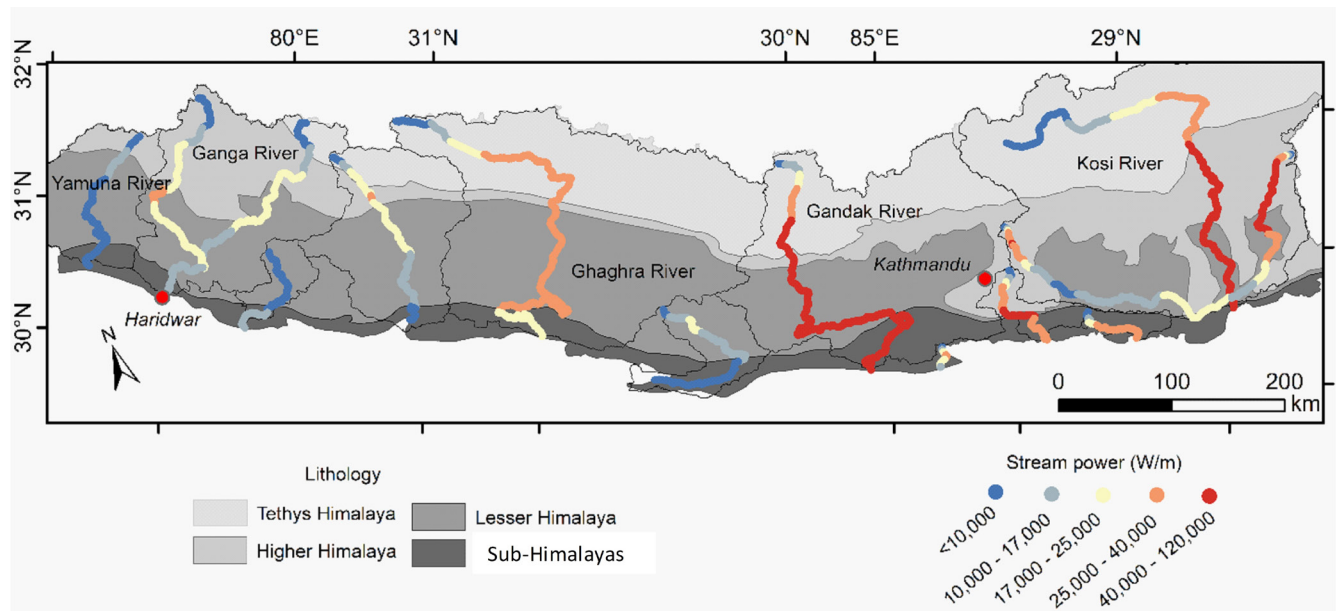 80°E 31°N 30°N 85°E 29°N
32°N
31°N
30°N
Ganga River
Yamuna River
Kosi River
Gandak River
Kathmandu
Ghaghra River
Haridwar
N
0 100 200
km
Lithology
Tethys Himalaya
Lesser Himalaya
Higher Himalaya
Sub-Himalayas
Stream power (W/m)
<10,000
10,000 - 17,000
17,000 - 25,000
25,000 - 40,000
40,000 - 120,000